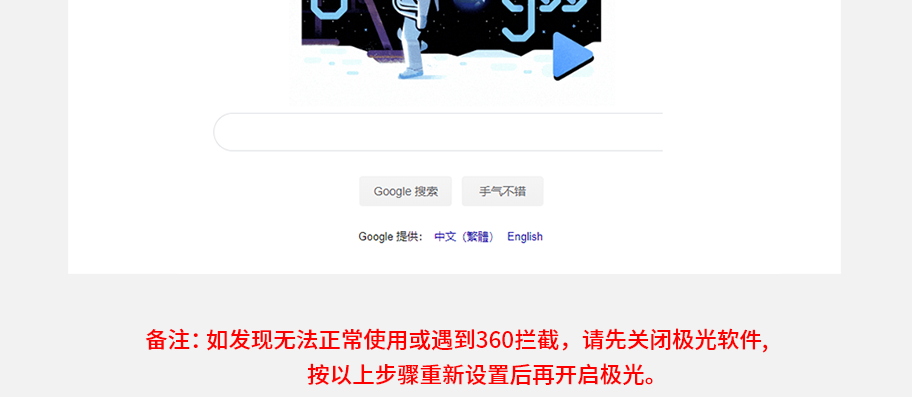 Google 搜索 手气不错
Google 提供： 中文（繁體） English
备注：如发现无法正常使用或遇到360拦截，请先关闭极光软件,
按以上步骤重新设置后再开启极光。